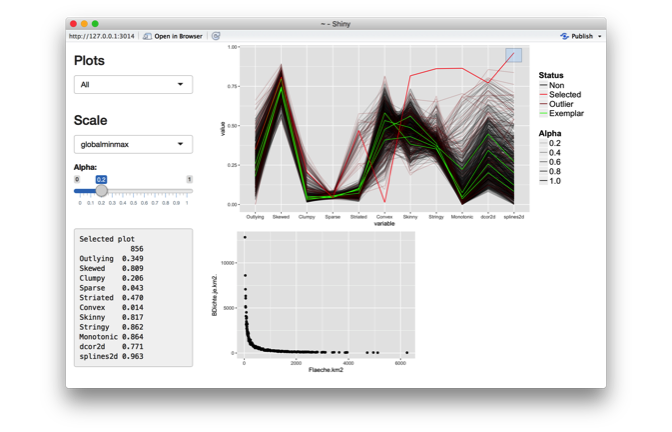 ~ - Shiny
http://127.0.0.1:3014 Open in Browser Publish
Plots
All
Scale
globalminmax
Alpha:
0 0.2 1
0 0.1 0.2 0.3 0.4 0.5 0.6 0.7 0.8 0.9 1
Selected plot
856
Outlying 0.349
Skewed 0.809
Clumpy 0.206
Sparse 0.043
Striated 0.470
Convex 0.014
Skinny 0.817
Stringy 0.862
Monotonic 0.864
dcor2d 0.771
splines2d 0.963
1.00
0.75
0.50
0.25
0.00
value
Outlying Skewed Clumpy Sparse Striated Convex Skinny Stringy Monotonic dcor2d splines2d
variable
Status
Non
Selected
Outlier
Exemplar
Alpha
0.2
0.4
0.6
0.8
1.0
10000
5000
0
BDichte.je.km2.
0 2000 4000 6000
Flaeche.km2